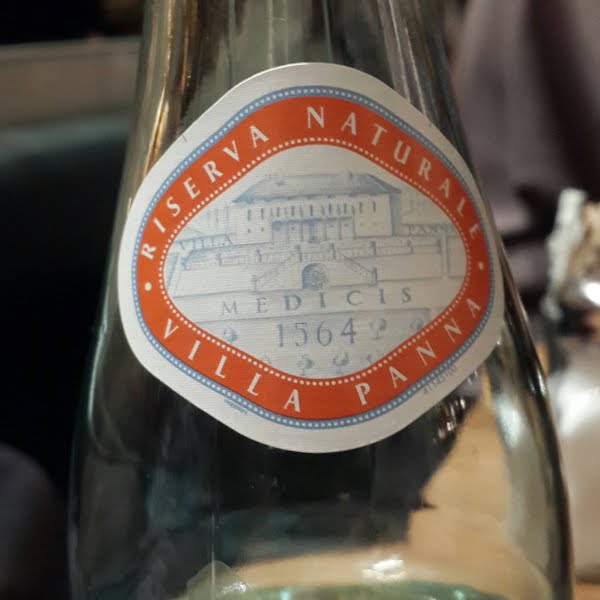 RISERVA NATURALE
VILLA PANNA
MEDICIS
1564
VILLA PANNA